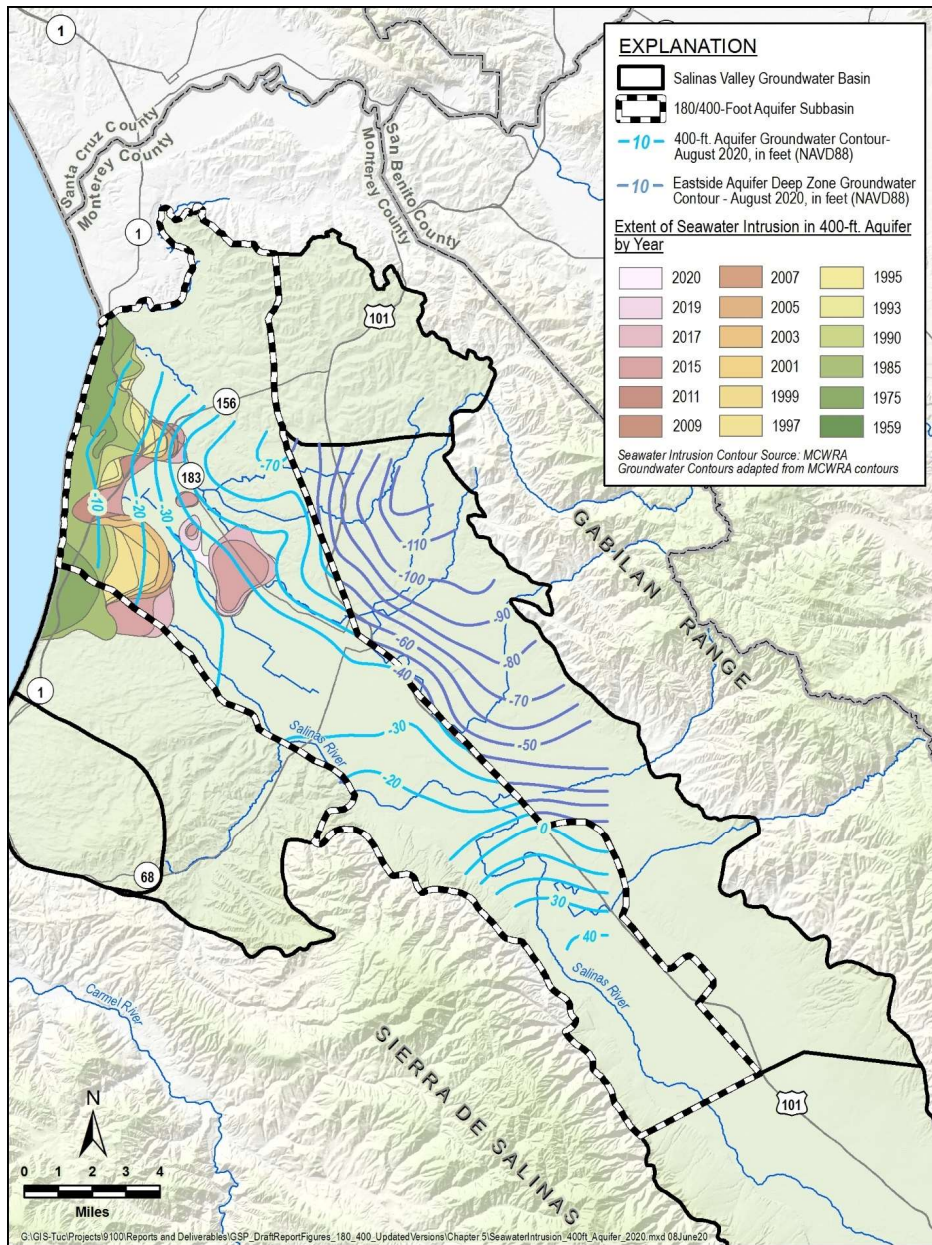 1
EXPLANATION
Salinas Valley Groundwater Basin
180/400-Foot Aquifer Subbasin
-10 400-ft. Aquifer Groundwater Contour-
August 2020, in feet (NAVD88)
-10 Eastside Aquifer Deep Zone Groundwater
Contour - August 2020, in feet (NAVD88)
Extent of Seawater Intrusion in 400-ft. Aquifer
by Year
2020 2007 1995
2019 2005 1993
2017 2003 1990
2015 2001 1985
2011 1999 1975
2009 1997 1959
Seawater Intrusion Contour Source: MCWRA
Groundwater Contours adapted from MCWRA contours
Santa Cruz County
Monterey County
San Benito County
Monterey County
1
101
156
-70
183
-10
-20
-30
-110
-100
-90
-60
-80
-40
-70
-50
GABILAN RANGE
1
Salinas River
-30
-20
0
68
30
40
Salinas River
Carmel River
SIERRA DE SALINAS
101
N
0 1 2 3 4
Miles
G:\GIS-Tuc\Projects\9100\Reports and Deliverables\GSP_DraftReportFigures_180_400_UpdatedVersions\Chapter 5\SeawaterIntrusion_400ft_Aquifer_2020.mxd 08June20